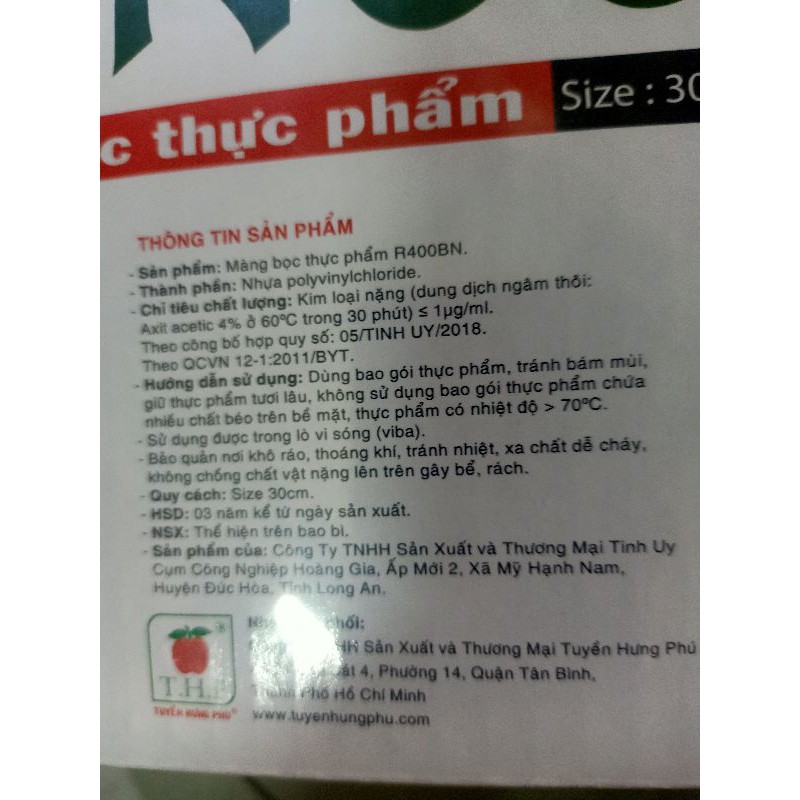 c thực phẩm Size : 30
THÔNG TIN SẢN PHẨM
- Sản phẩm: Màng bọc thực phẩm R400BN.
- Thành phần: Nhựa polyvinylchloride.
- Chỉ tiêu chất lượng: Kim loại nặng (dung dịch ngâm thôi:
Axit acetic 4% ở 60ºC trong 30 phút) ≤ 1µg/ml.
Theo công bố hợp quy số: 05/TINH UY/2018.
Theo QCVN 12-1:2011/BYT.
- Hướng dẫn sử dụng: Dùng bao gói thực phẩm, tránh bám mùi,
giữ thực phẩm tươi lâu, không sử dụng bao gói thực phẩm chứa
nhiều chất béo trên bề mặt, thực phẩm có nhiệt độ > 70ºC.
- Sử dụng được trong lò vi sóng (viba).
- Bảo quản nơi khô ráo, thoáng khí, tránh nhiệt, xa chất dễ cháy,
không chồng chất vật nặng lên trên gây bể, rách.
- Quy cách: Size 30cm.
- HSD: 03 năm kể từ ngày sản xuất.
- NSX: Thể hiện trên bao bì.
- Sản phẩm của: Công Ty TNHH Sản Xuất và Thương Mại Tinh Uy
Cụm Công Nghiệp Hoàng Gia, Ấp Mới 2, Xã Mỹ Hạnh Nam,
Huyện Đức Hòa, Tỉnh Long An.
phối:
Sản Xuất và Thương Mại Tuyền Hưng Phú
4, Phường 14, Quận Tân Bình,
Thành Phố Hồ Chí Minh
www.tuyenhungphu.com
T.H.P
TUYỀN HƯNG PHÚ®